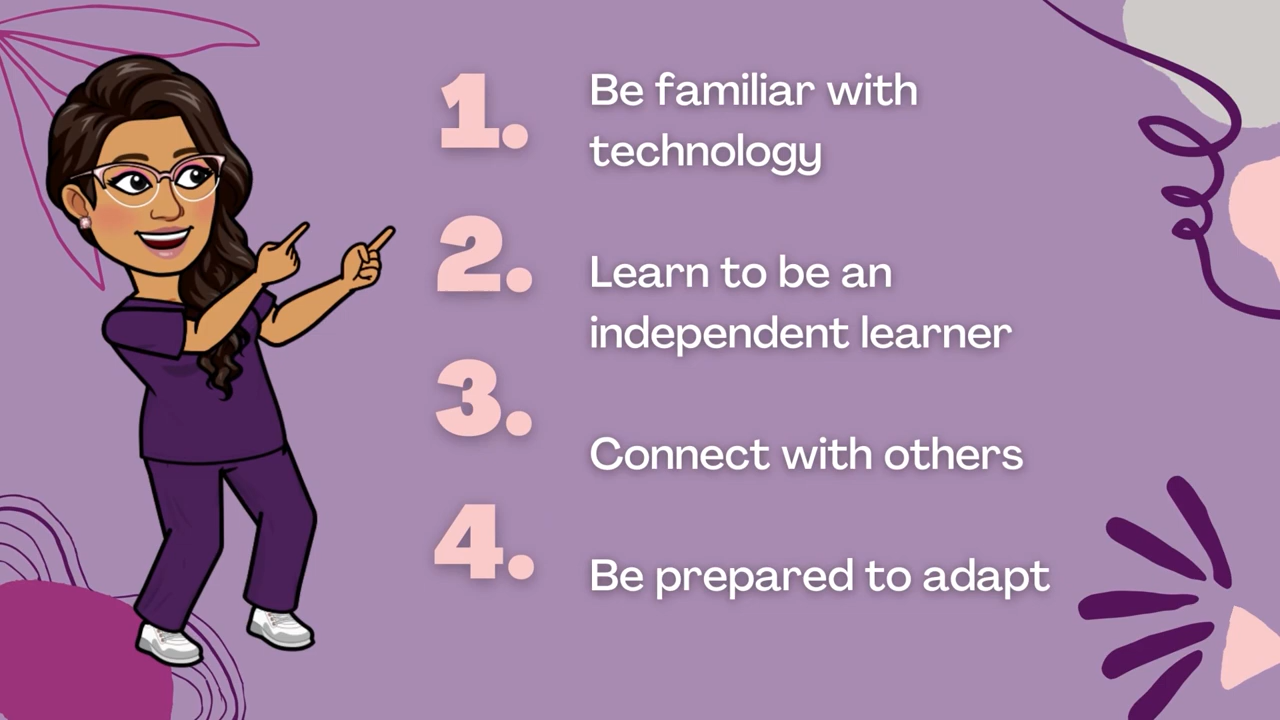 1. Be familiar with
technology
2. Learn to be an
independent learner
3. Connect with others
4. Be prepared to adapt